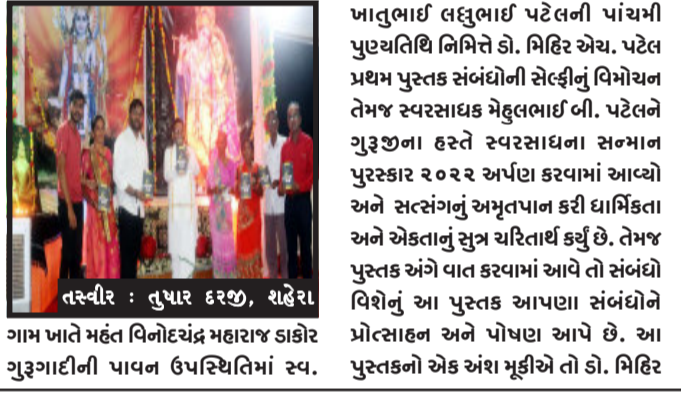 તસ્વીર : તુષાર દરજી, શહેરા
ગામ ખાતે મહંત વિનોદચંદ્ર મહારાજ ડાકોર
ગુરૂગાદીની પાવન ઉપસ્થિતિમાં સ્વ.
ખાતુભાઈ લધુભાઈ પટેલની પાંચમી
પુણ્યતિથિ નિમિત્તે ડો. મિહિર એચ. પટેલ
પ્રથમ પુસ્તક સંબંધોની સેલ્ફીનું વિમોચન
તેમજ સ્વરસાધક મેહુલભાઈ બી. પટેલને
ગુરૂજીના હસ્તે સ્વરસાધના સન્માન
પુરસ્કાર ૨૦૨૨ અર્પણ કરવામાં આવ્યો
અને સત્સંગનું અમૃતપાન કરી ધાર્મિકતા
અને એકતાનું સુત્ર ચરિતાર્થ કર્યું છે. તેમજ
પુસ્તક અંગે વાત કરવામાં આવે તો સંબંધો
વિશેનું આ પુસ્તક આપણા સંબંધોને
પ્રોત્સાહન અને પોષણ આપે છે. આ
પુસ્તકનો એક અંશ મૂકીએ તો ડો. મિહિર